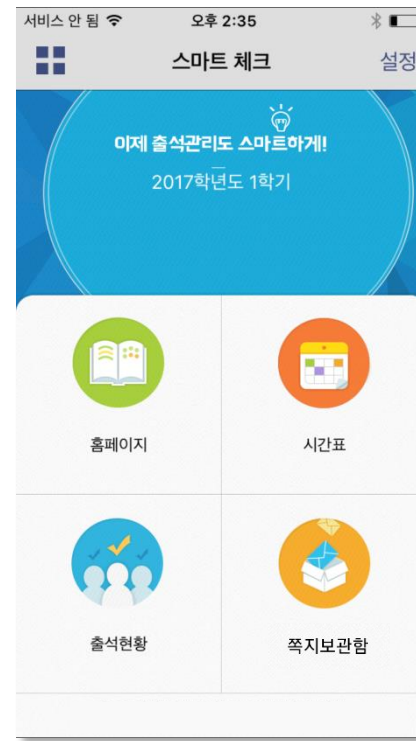 서비스 안 됨 오후 2:35
스마트 체크 설정
이제 출석관리도 스마트하게!
2017학년도 1학기
홈페이지 시간표
출석현황 쪽지보관함